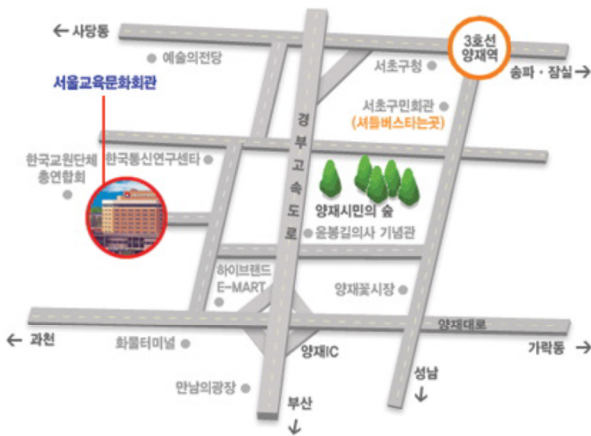 ←사당동
3호선
양재역
예술의전당
서초구청
송파 · 잠실→
서울교육문화회관
서초구민회관
(셔틀버스타는곳)
경부고속도로
한국교원단체
총연합회
한국통신연구센타
양재시민의 숲
윤봉길의사 기념관
하이브랜드
E-MART
양재꽃시장
양재대로
← 과천
화물터미널
양재IC
가락동 →
성남
↓
만남의광장
부산
↓